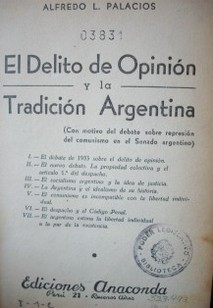 ALFREDO L. PALACIOS
03831
El Delito de Opinión
y la
Tradición Argentina
(Con motivo del debate sobre represión
del comunismo en el Senado argentino)
I. — El debate de 1933 sobre el delito de opinión.
II. — El nuevo debate. La propiedad colectiva y el
artículo 1.º del despacho.
III. — El socialismo argentino y la idea de justicia.
IV. — La Argentina y el idealismo de su historia.
V. — El comunismo es incompatible con la libertad indivi-
dual.
VI. — El despacho y el Código Penal.
VII. — El argentino estima la libertad individual
a la par de la existencia.
BIBLIOTECA
Ediciones Anaconda
Buenos Aires